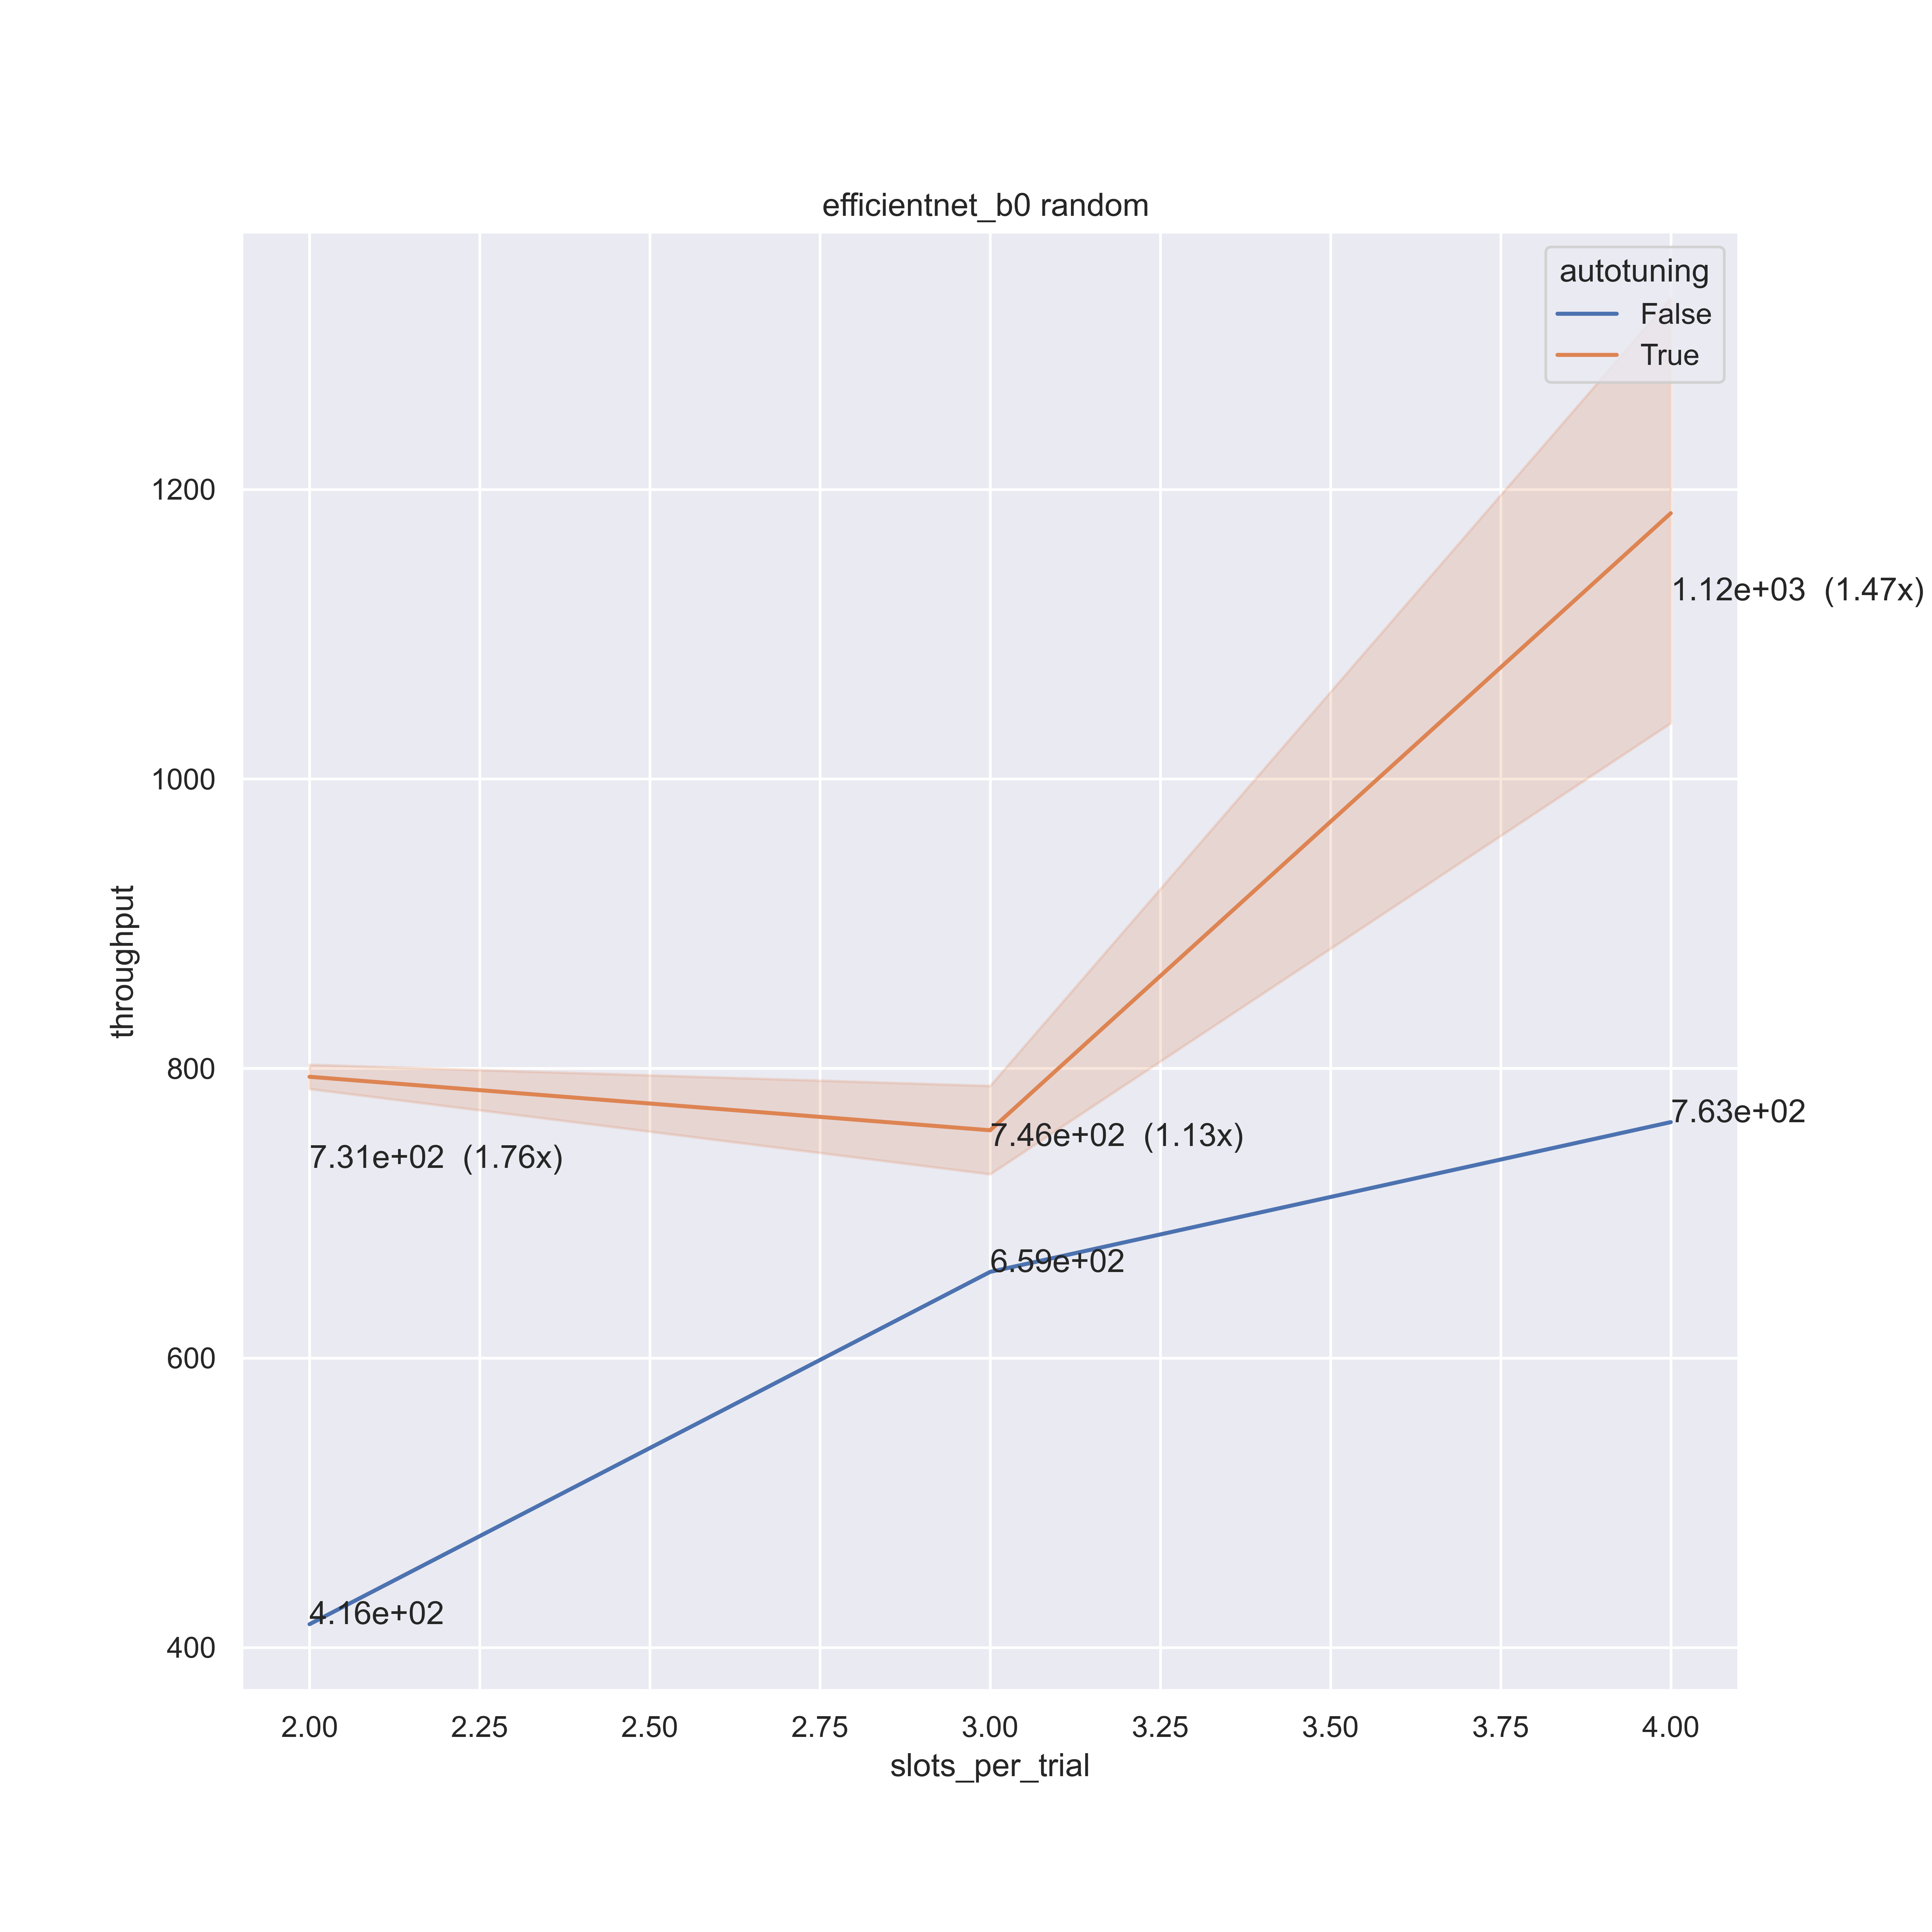 efficientnet_b0 random
autotuning
False
True
1200
1000
800
600
400
throughput
1.12e+03  (1.47x)
7.63e+02
7.31e+02  (1.76x)
7.46e+02  (1.13x)
6.59e+02
4.16e+02
2.00 2.25 2.50 2.75 3.00 3.25 3.50 3.75 4.00
slots_per_trial